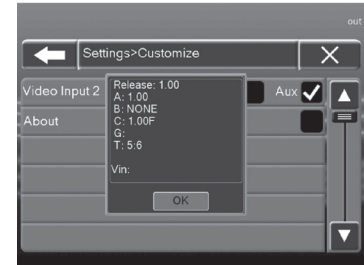 out
Settings>Customize
Video Input 2
Aux
About
Release: 1.00
A: 1.00
B: NONE
C: 1.00F
G:
T: 5:6
Vin:
OK